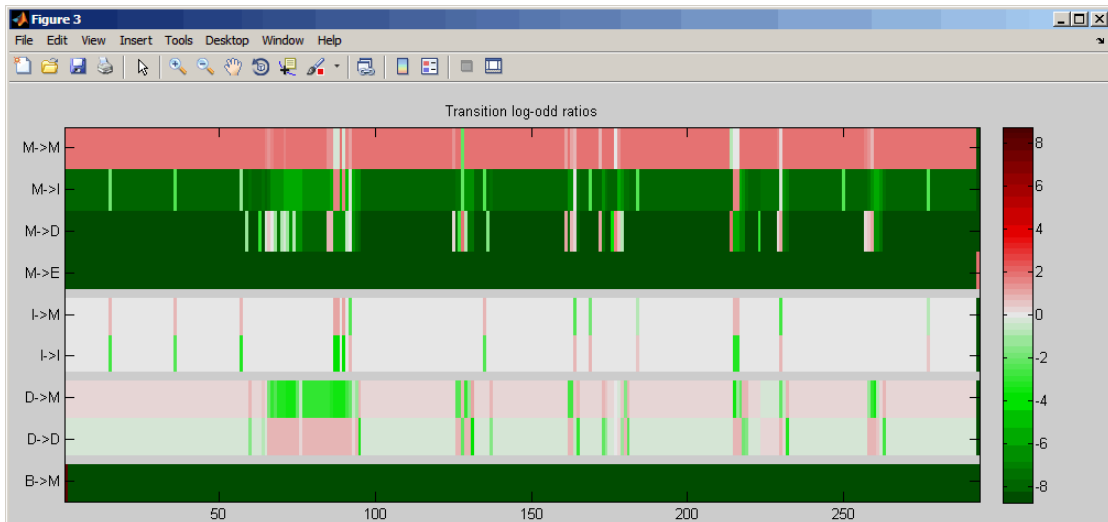 Figure 3
File Edit View Insert Tools Desktop Window Help
Transition log-odd ratios
M->M
M->I
M->D
M->E
I->M
I->I
D->M
D->D
B->M
50 100 150 200 250
8
6
4
2
0
-2
-4
-6
-8